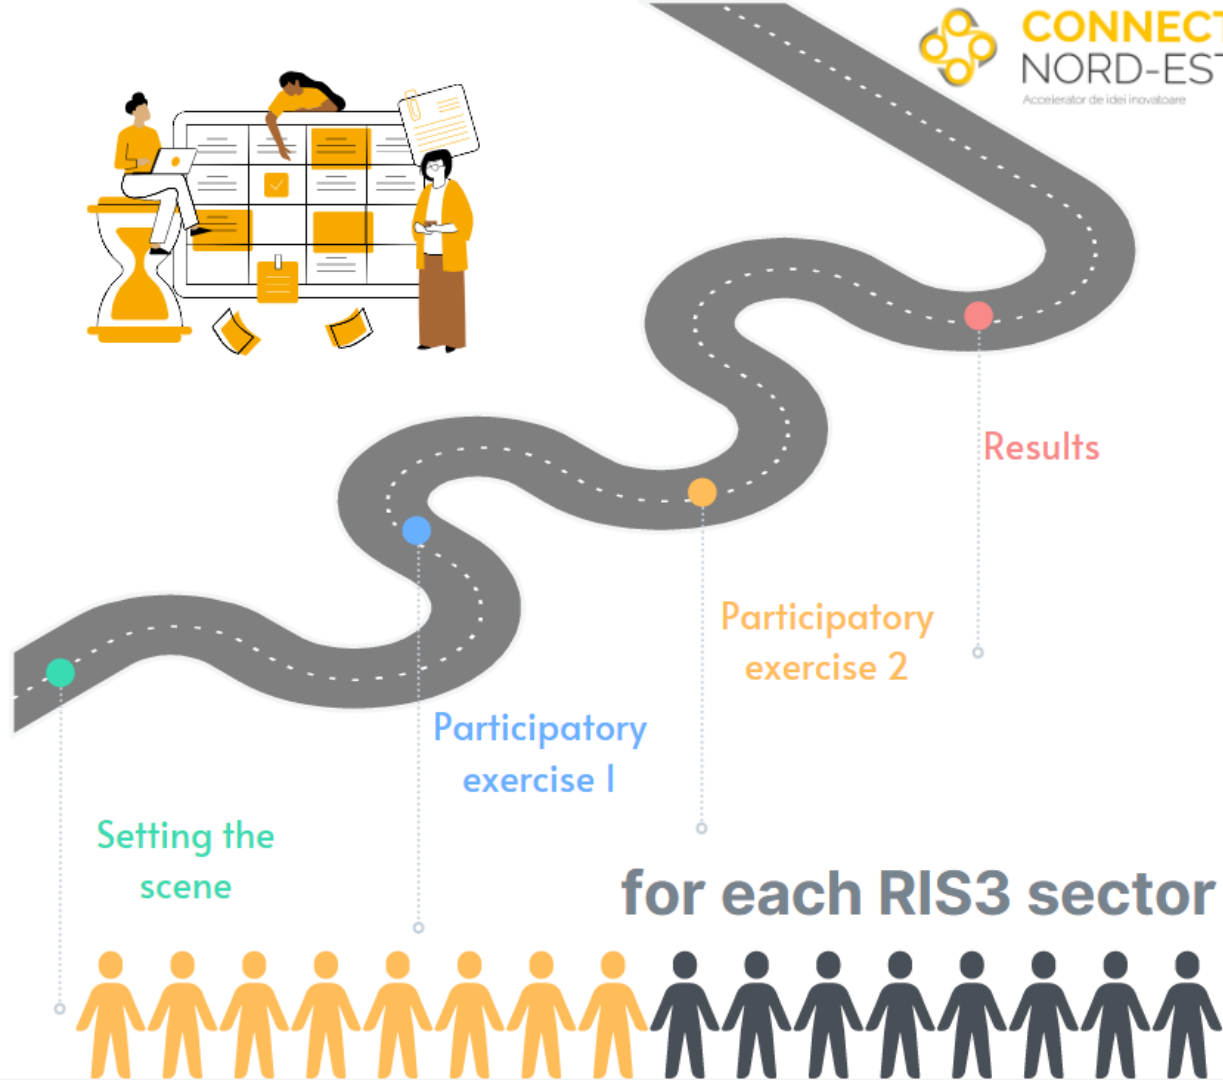 CONNECT
NORD-EST
Accelerator de idei inovatoare
Results
Participatory
exercise 2
Participatory
exercise 1
Setting the
scene
for each RIS3 sector